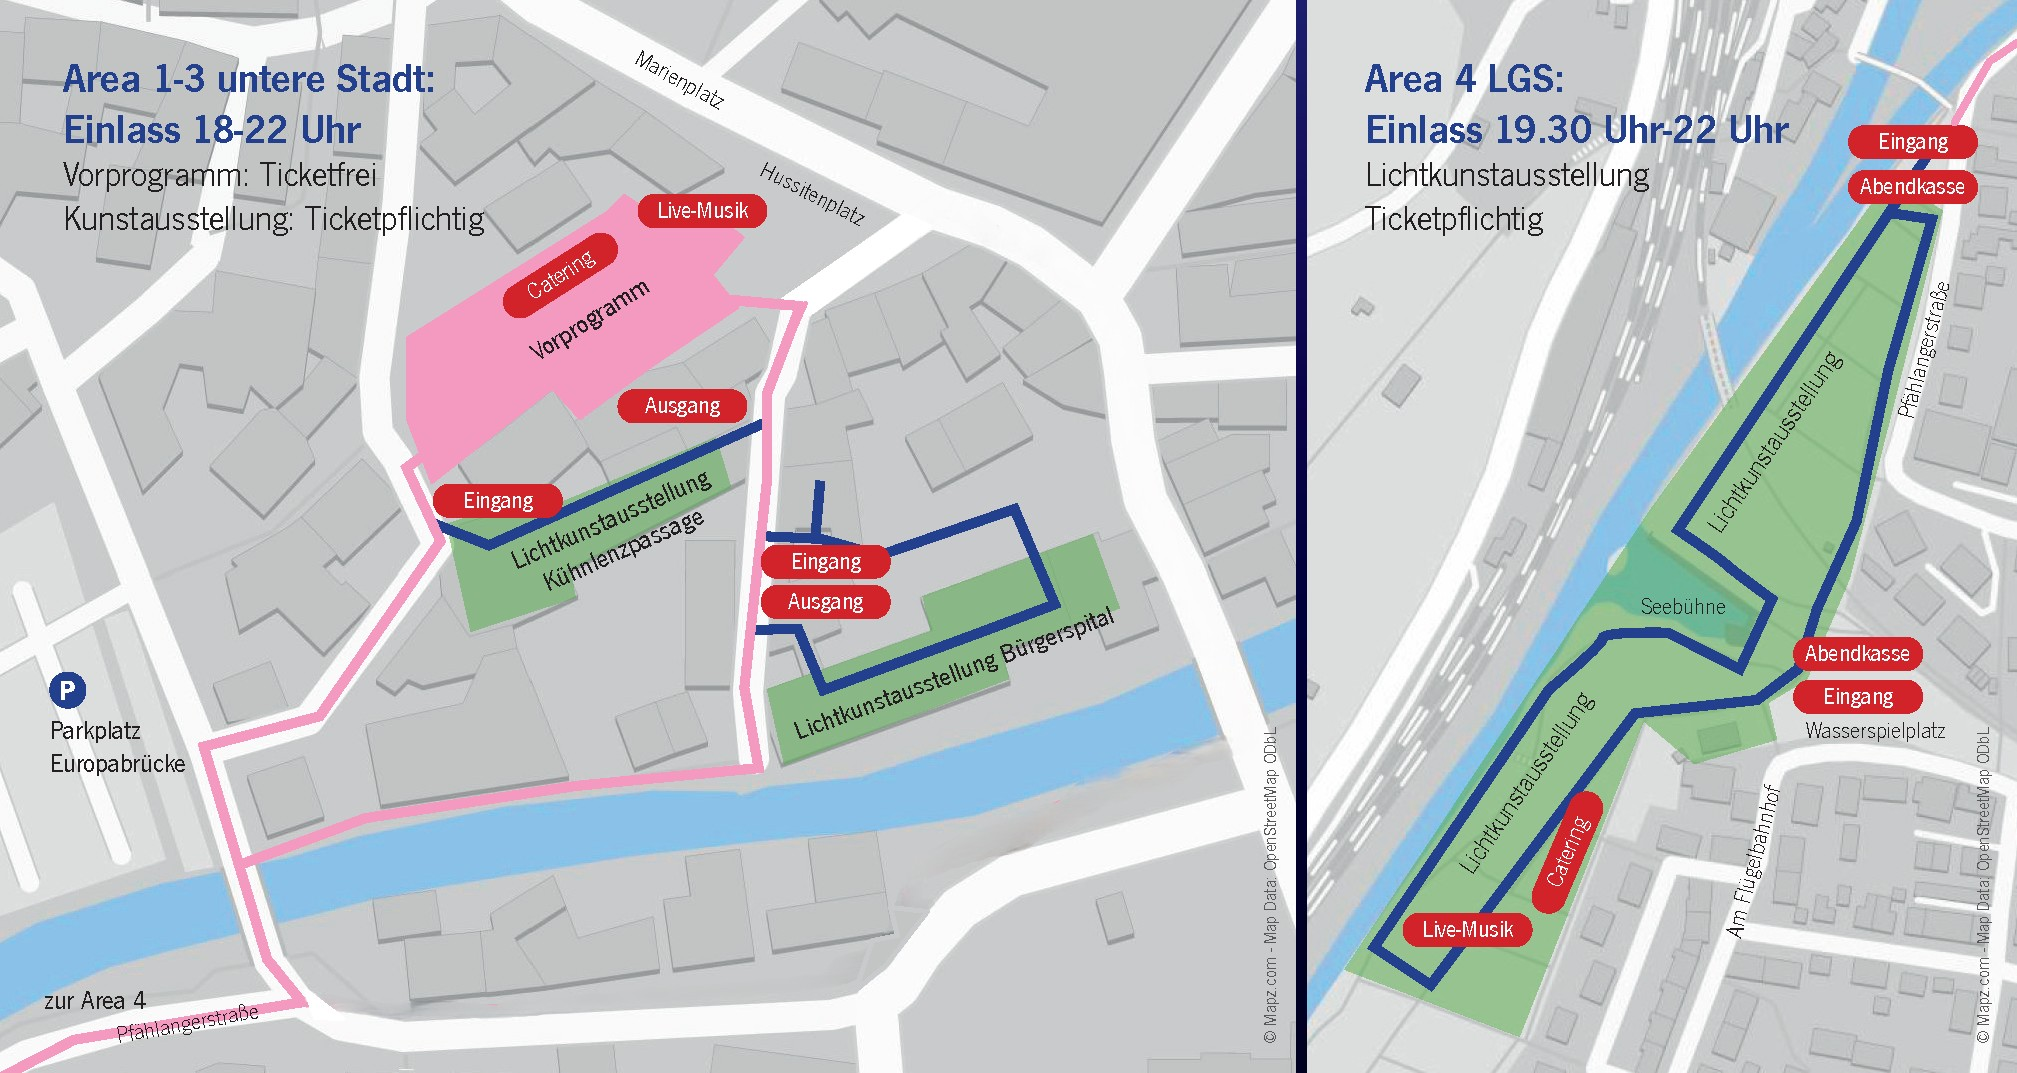 Area 1-3 untere Stadt:
Einlass 18-22 Uhr
Vorprogramm: Ticketfrei
Kunstausstellung: Ticketpflichtig
Marienplatz
Hussitenplatz
Live-Musik
Catering
Vorprogramm
Ausgang
Eingang
Lichtkunstausstellung
Kühnlenzpassage
Eingang
Ausgang
Lichtkunstausstellung Bürgerspital
P
Parkplatz
Europabrücke
zur Area 4
Pfählangerstraße
© Mapz.com - Map Data: OpenStreetMap ODbL
Area 4 LGS:
Einlass 19.30 Uhr-22 Uhr
Lichtkunstausstellung
Ticketpflichtig
Eingang
Abendkasse
Pfählangerstraße
Lichtkunstausstellung
Seebühne
Abendkasse
Eingang
Wasserspielplatz
Lichtkunstausstellung
Catering
Live-Musik
Am Flügelbahnhof
© Mapz.com - Map Data: OpenStreetMap ODbL